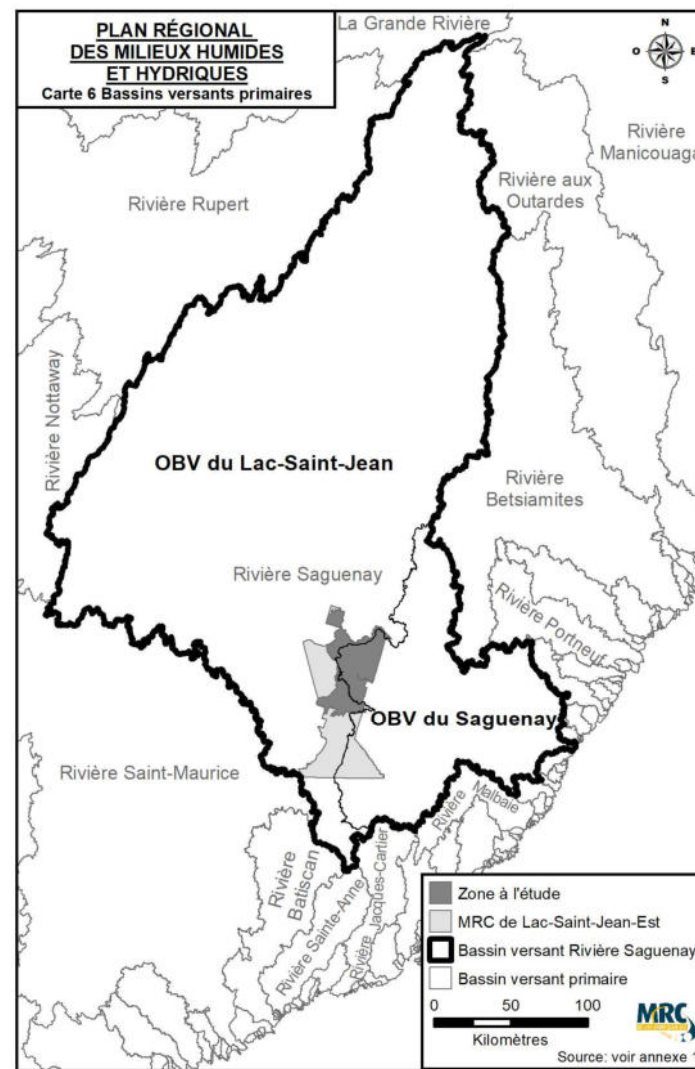 PLAN RÉGIONAL
DES MILIEUX HUMIDES
ET HYDRIQUES
Carte 6 Bassins versants primaires
La Grande Rivière
N
O
E
S
Rivière
Manicouaga
Rivière aux
Outardes
Rivière Rupert
Rivière Nottaway
OBV du Lac-Saint-Jean
Rivière
Betsiamites
Rivière Saguenay
Rivière Portneuf
OBV du Saguenay
Rivière Saint-Maurice
Rivière
Malbaie
Rivière
Batiscan
Rivière Sainte-Anne
Rivière Jacques-Cartier
Zone à l'étude
MRC de Lac-Saint-Jean-Est
Bassin versant Rivière Saguenay
Bassin versant primaire
0 50 100
Kilomètres
MRC
Source: voir annexe 1